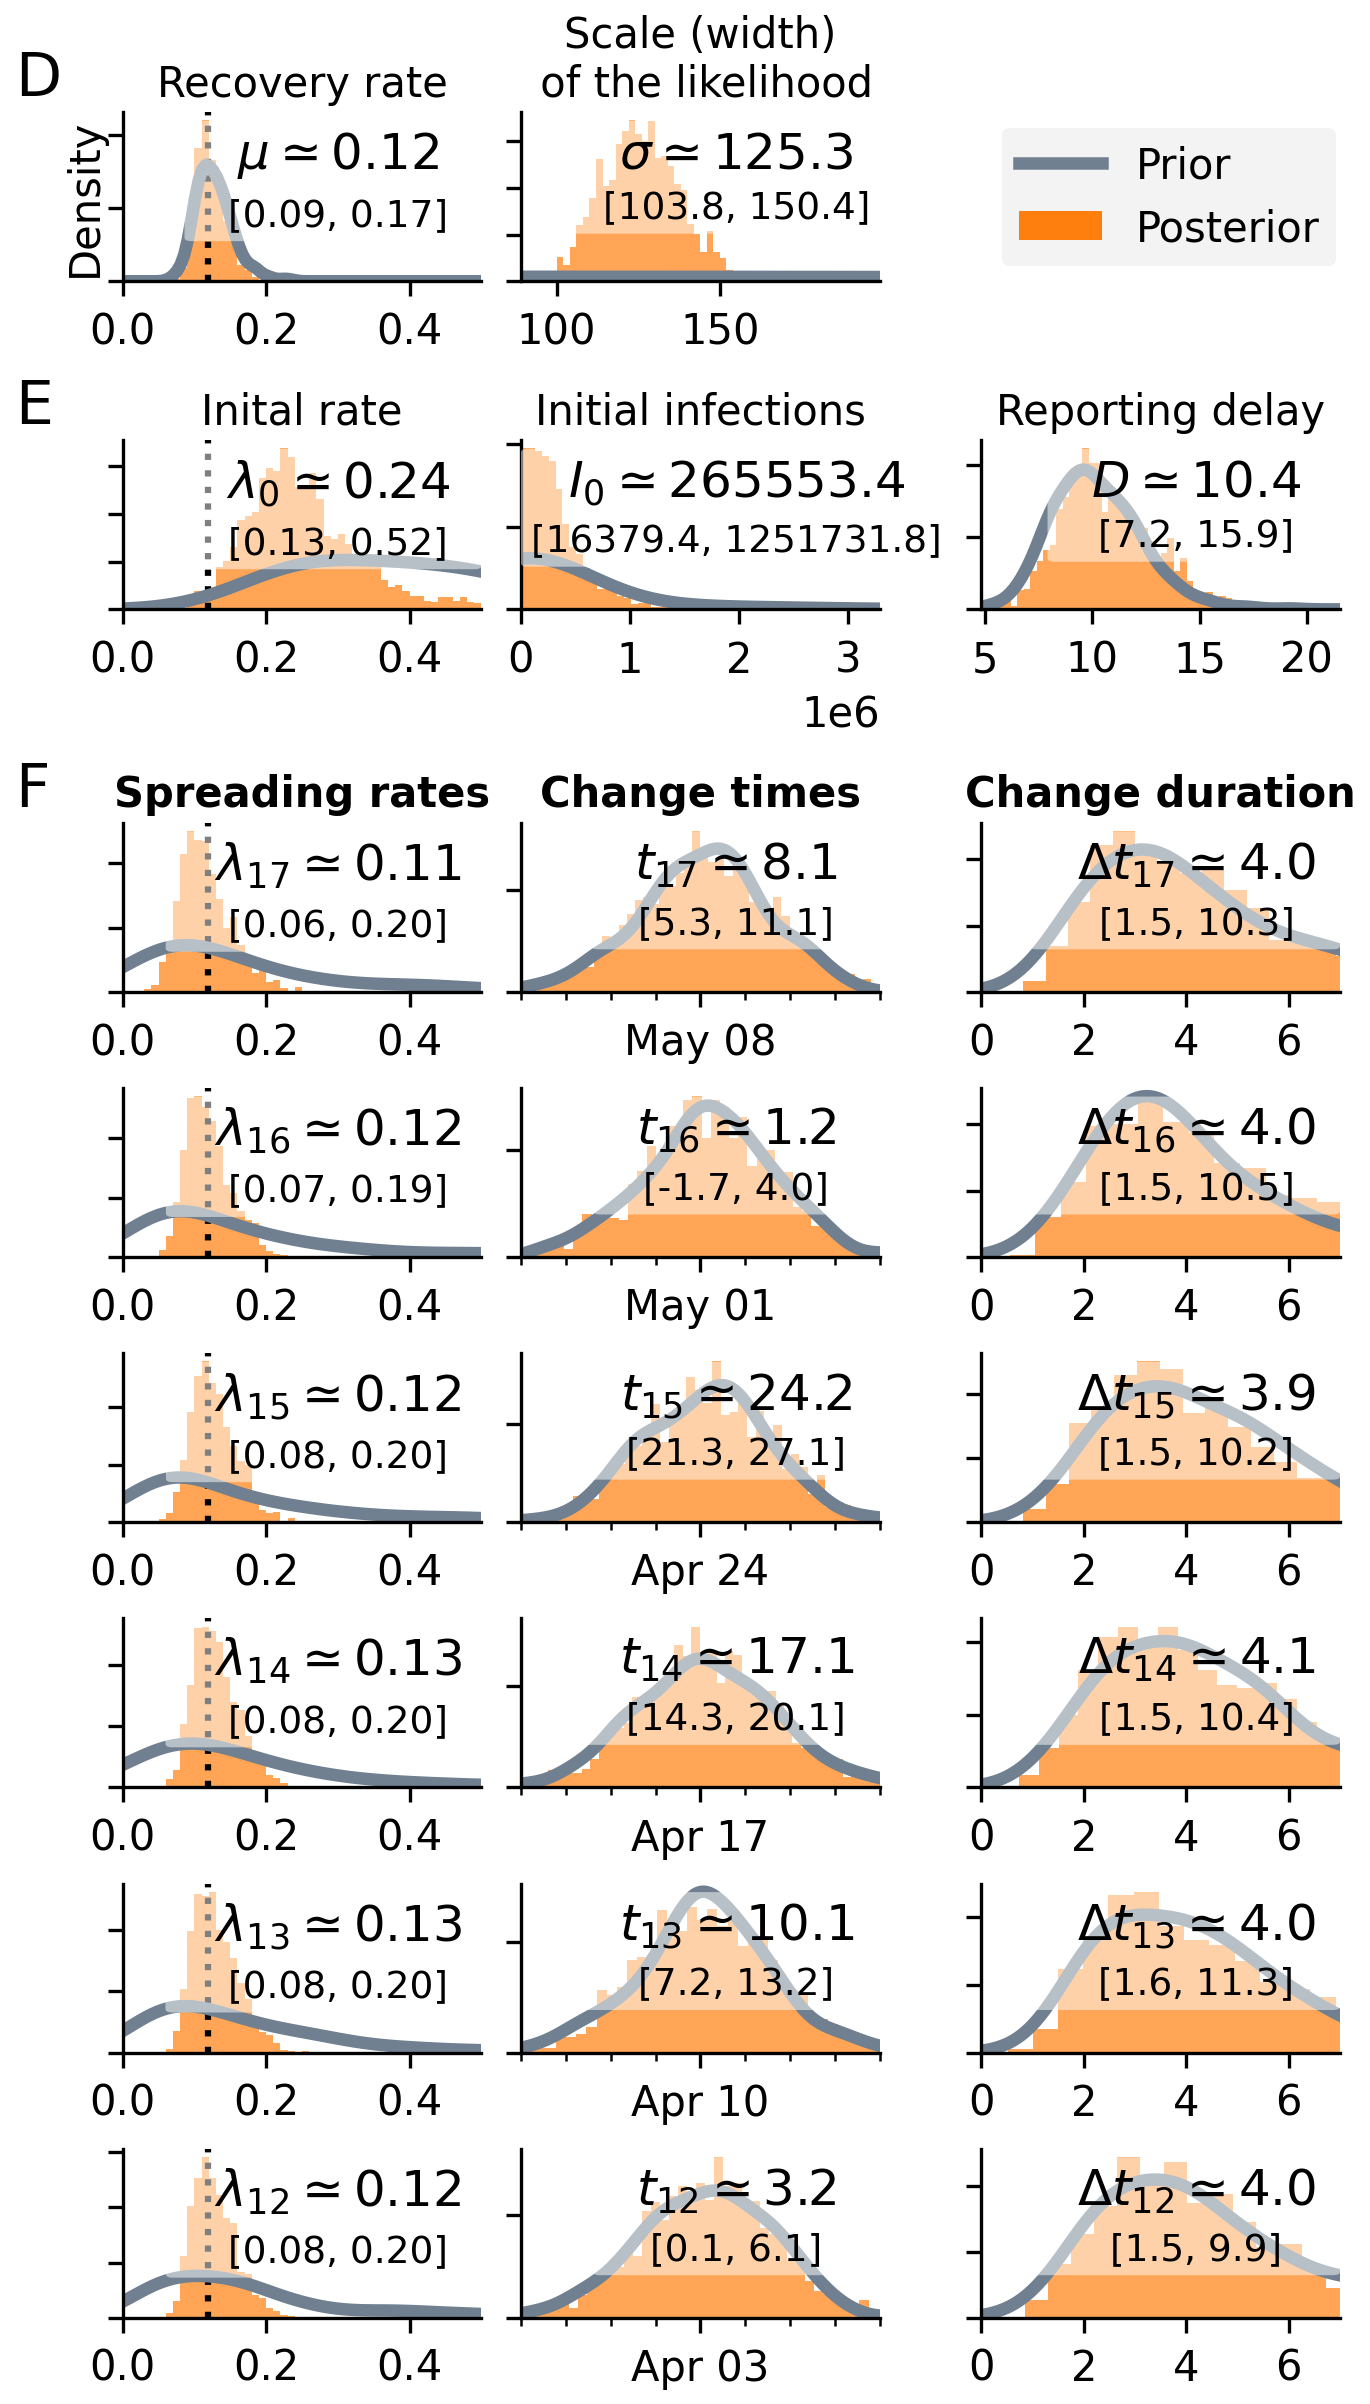 D
Recovery rate
Scale (width)
of the likelihood
Density
μ ≃ 0.12
[0.09, 0.17]
0.0 0.2 0.4
σ ≃ 125.3
[103.8, 150.4]
100 150
Prior
Posterior
E
Inital rate
λ0 ≃ 0.24
[0.13, 0.52]
0.0 0.2 0.4
Initial infections
I0 ≃ 265553.4
[16379.4, 1251731.8]
0 1 2 3
1e6
Reporting delay
D ≃ 10.4
[7.2, 15.9]
5 10 15 20
F
Spreading rates
Change times
Change duration
λ17 ≃ 0.11
[0.06, 0.20]
0.0 0.2 0.4
t17 ≃ 8.1
[5.3, 11.1]
May 08
Δt17 ≃ 4.0
[1.5, 10.3]
0 2 4 6
λ16 ≃ 0.12
[0.07, 0.19]
0.0 0.2 0.4
t16 ≃ 1.2
[-1.7, 4.0]
May 01
Δt16 ≃ 4.0
[1.5, 10.5]
0 2 4 6
λ15 ≃ 0.12
[0.08, 0.20]
0.0 0.2 0.4
t15 ≃ 24.2
[21.3, 27.1]
Apr 24
Δt15 ≃ 3.9
[1.5, 10.2]
0 2 4 6
λ14 ≃ 0.13
[0.08, 0.20]
0.0 0.2 0.4
t14 ≃ 17.1
[14.3, 20.1]
Apr 17
Δt14 ≃ 4.1
[1.5, 10.4]
0 2 4 6
λ13 ≃ 0.13
[0.08, 0.20]
0.0 0.2 0.4
t13 ≃ 10.1
[7.2, 13.2]
Apr 10
Δt13 ≃ 4.0
[1.6, 11.3]
0 2 4 6
λ12 ≃ 0.12
[0.08, 0.20]
0.0 0.2 0.4
t12 ≃ 3.2
[0.1, 6.1]
Apr 03
Δt12 ≃ 4.0
[1.5, 9.9]
0 2 4 6